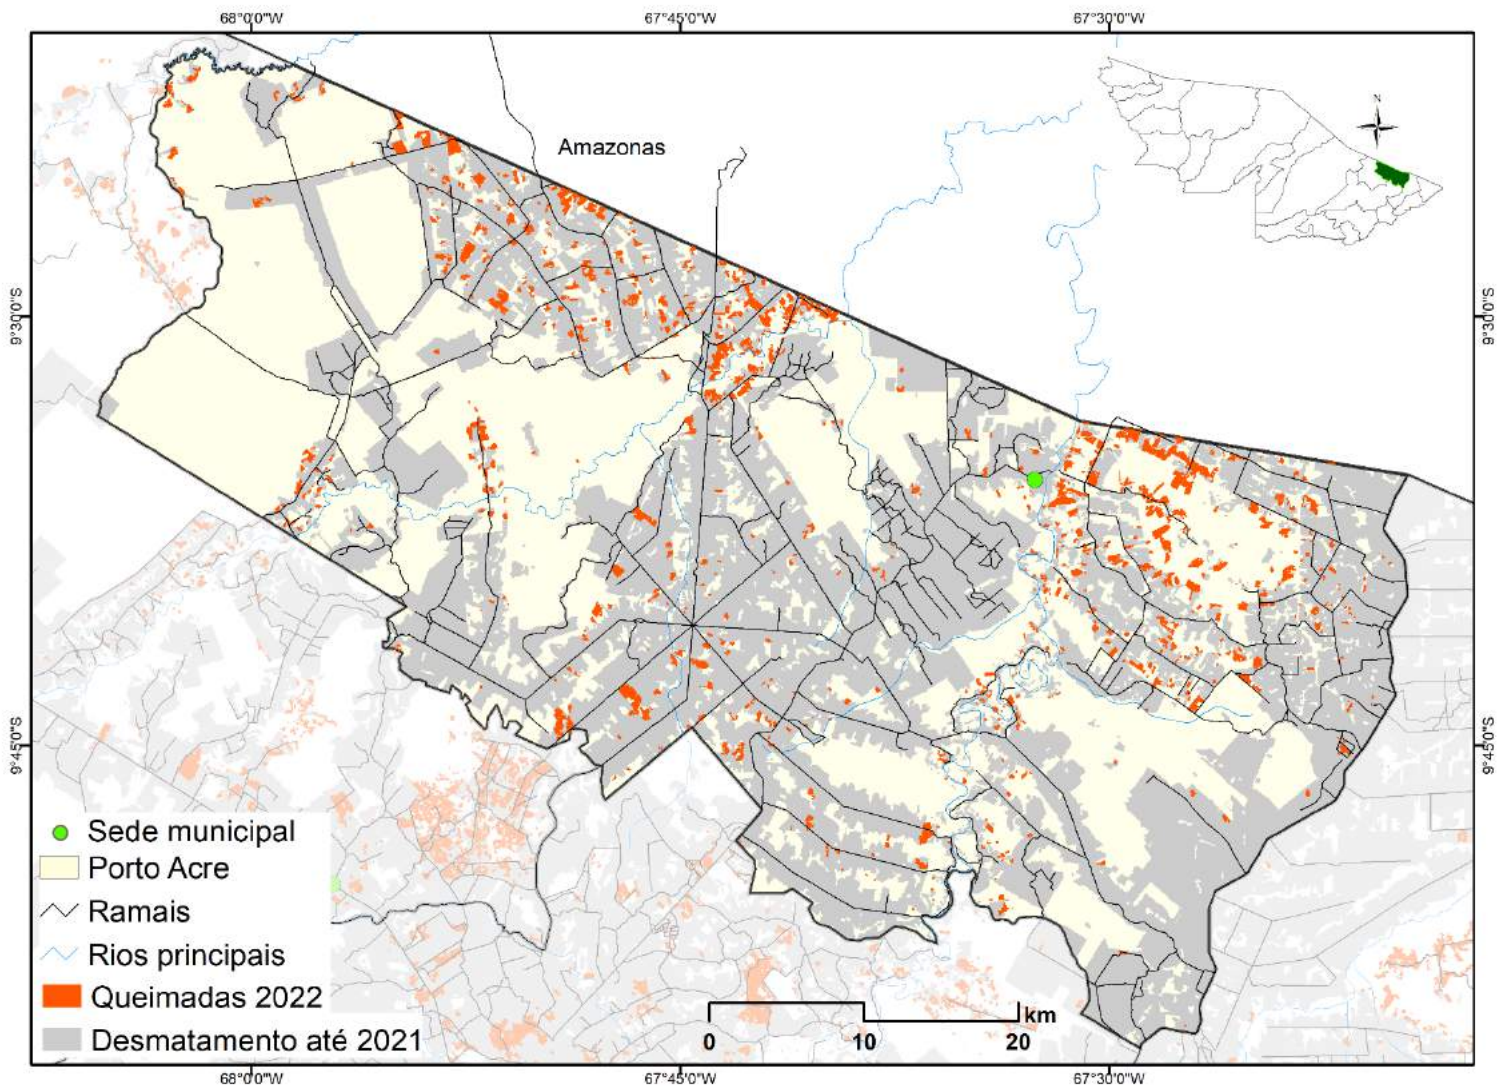 68°0'0"W 67°45'0"W 67°30'0"W
N
Amazonas
9°30'0"S 9°30'0"S
9°45'0"S 9°45'0"S
Sede municipal
Porto Acre
Ramais
Rios principais
Queimadas 2022
Desmatamento até 2021
km
0 10 20
68°0'0"W 67°45'0"W 67°30'0"W